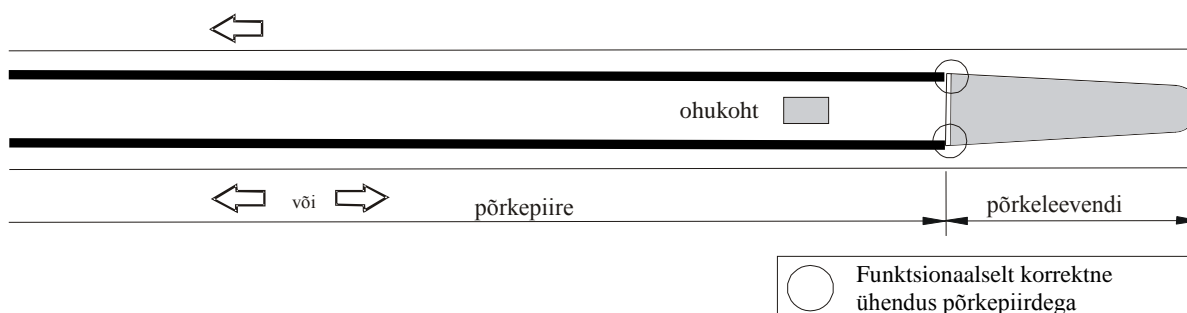 ohukoht
või
põrkepiire
põrkeleevendi
Funktsionaalselt korrektne
ühendus põrkepiirdega